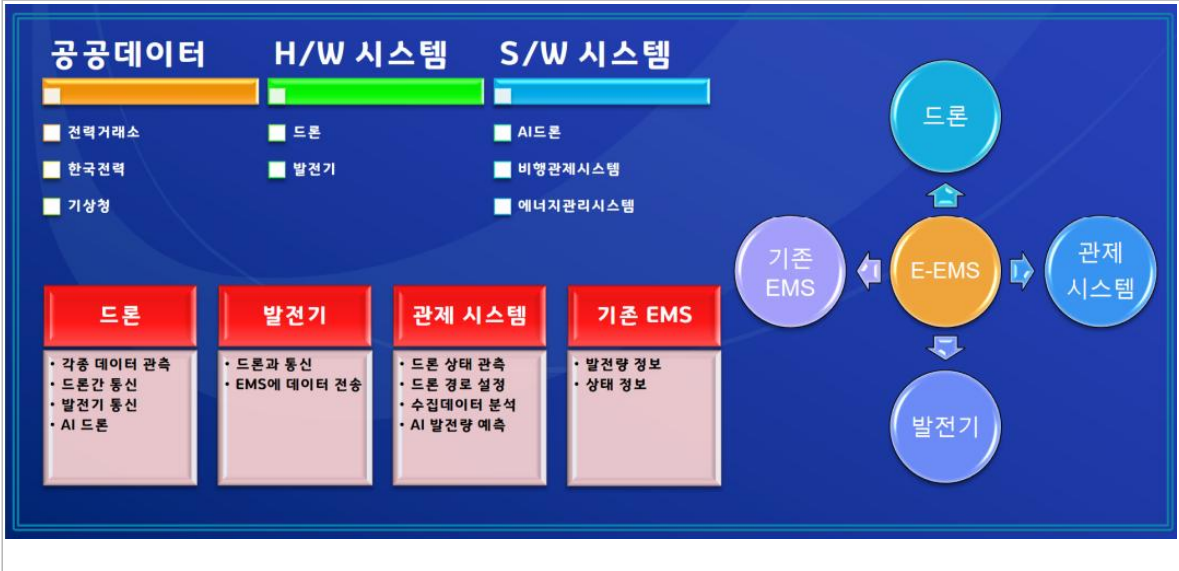 공공데이터
전력거래소
한국전력
기상청
H/W 시스템
드론
발전기
S/W 시스템
AI드론
비행관제시스템
에너지관리시스템
드론
· 각종 데이터 관측
· 드론간 통신
· 발전기 통신
· AI 드론
발전기
· 드론과 통신
· EMS에 데이터 전송
관제 시스템
· 드론 상태 관측
· 드론 경로 설정
· 수집데이터 분석
· AI 발전량 예측
기존 EMS
· 발전량 정보
· 상태 정보
드론
기존
EMS
E-EMS
관제
시스템
발전기